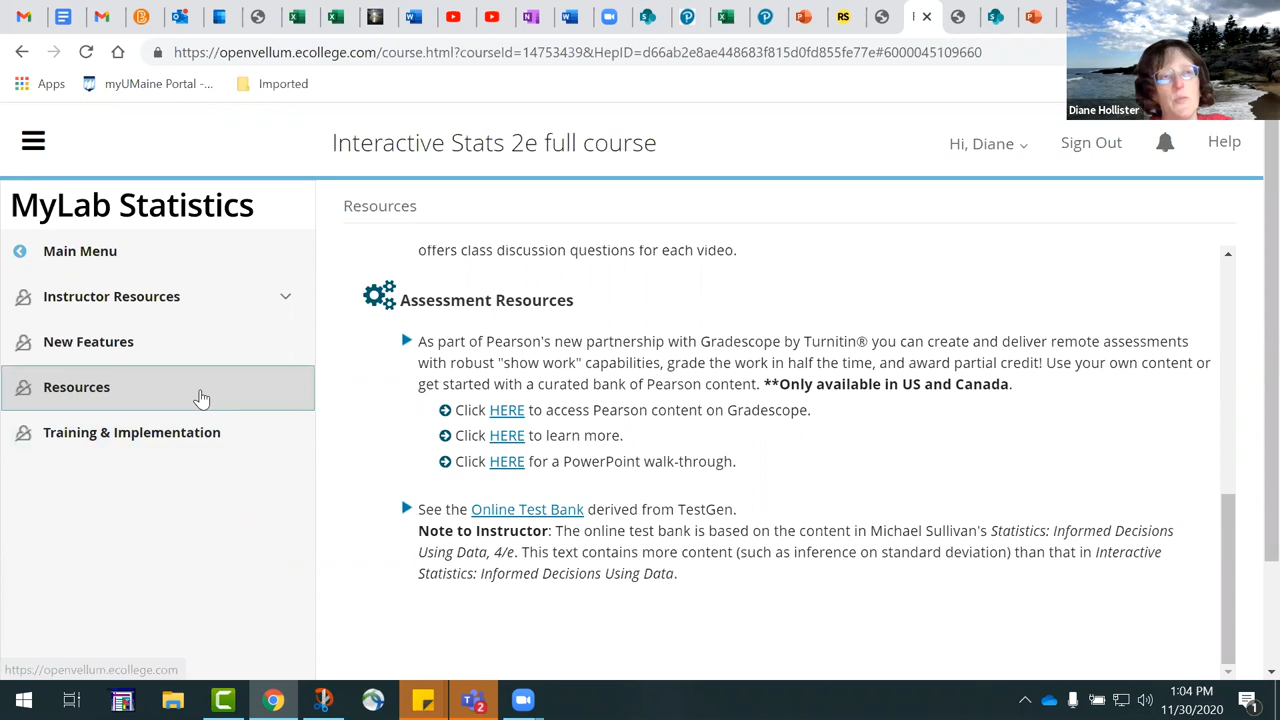 https://openvellum.ecollege.com/course.html?courseId=14753439&HepID=d66ab2e8ae448683f815d0fd855fe77e#6000045109660
Apps
myUMaine Portal -...
Imported
Diane Hollister
Interactive Stats 2e full course
Hi, Diane
Sign Out
Help
MyLab Statistics
Main Menu
Instructor Resources
New Features
Resources
Training & Implementation
Resources
offers class discussion questions for each video.
Assessment Resources
As part of Pearson's new partnership with Gradescope by Turnitin® you can create and deliver remote assessments
with robust "show work" capabilities, grade the work in half the time, and award partial credit! Use your own content or
get started with a curated bank of Pearson content. **Only available in US and Canada.
Click HERE to access Pearson content on Gradescope.
Click HERE to learn more.
Click HERE for a PowerPoint walk-through.
See the Online Test Bank derived from TestGen.
Note to Instructor: The online test bank is based on the content in Michael Sullivan's Statistics: Informed Decisions
Using Data, 4/e. This text contains more content (such as inference on standard deviation) than that in Interactive
Statistics: Informed Decisions Using Data.
https://openvellum.ecollege.com
1:04 PM
11/30/2020